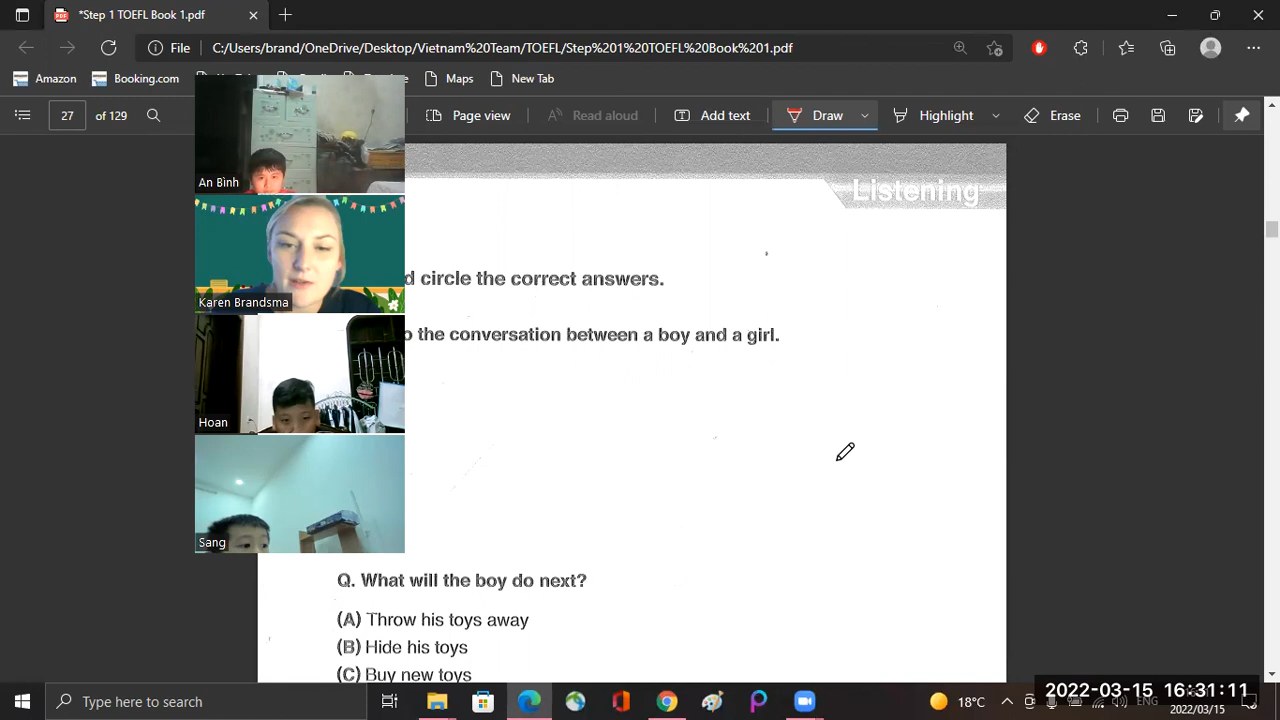 *Step 1 TOEFL Book 1.pdf
File
C:/Users/brand/OneDrive/Desktop/Vietnam%20Team/TOEFL/Step%201%20TOEFL%20Book%201.pdf
Amazon
Booking.com
Maps
New Tab
27 of 129
Page view
Read aloud
Add text
Draw
Highlight
Erase
An Bình
Karen Brandsma
Hoan
Sang
Listening
d circle the correct answers.
o the conversation between a boy and a girl.
Q. What will the boy do next?
(A) Throw his toys away
(B) Hide his toys
(C) Buy new toys
Type here to search
18°C
ENG
2022-03-15 16:31:11
2022/03/15